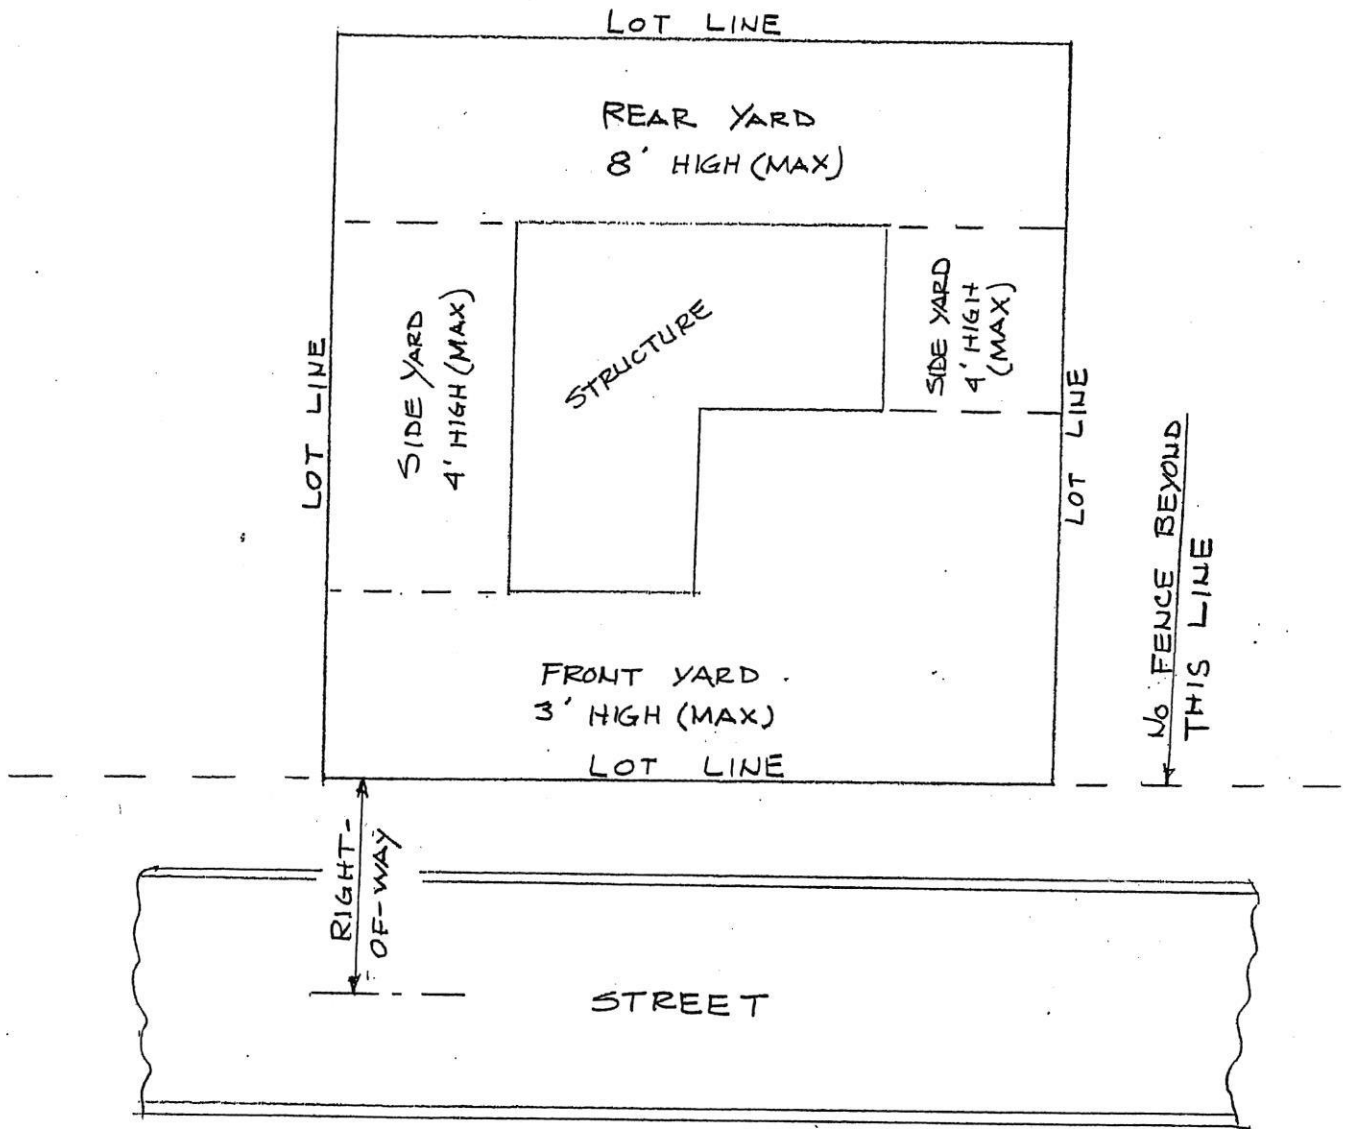 LOT LINE
REAR YARD
8' HIGH (MAX)
LOT LINE
SIDE YARD
4' HIGH (MAX)
STRUCTURE
SIDE YARD
4' HIGH
(MAX)
LOT LINE
NO FENCE BEYOND
THIS LINE
FRONT YARD
3' HIGH (MAX)
LOT LINE
RIGHT-
OF-WAY
STREET